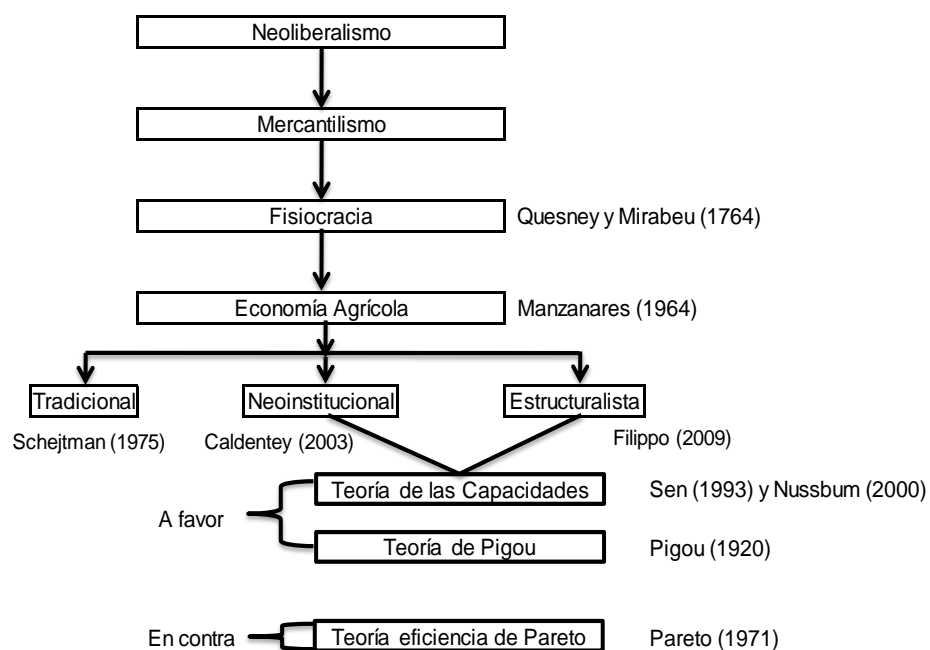 Neoliberalismo
Mercantilismo
Fisiocracia Quesney y Mirabeu (1764)
Economía Agrícola Manzanares (1964)
Tradicional Neoinstitucional Estructuralista
Schejtman (1975) Caldentey (2003) Filippo (2009)
Teoría de las Capacidades Sen (1993) y Nussbum (2000)
A favor
Teoría de Pigou Pigou (1920)
En contra Teoría eficiencia de Pareto Pareto (1971)